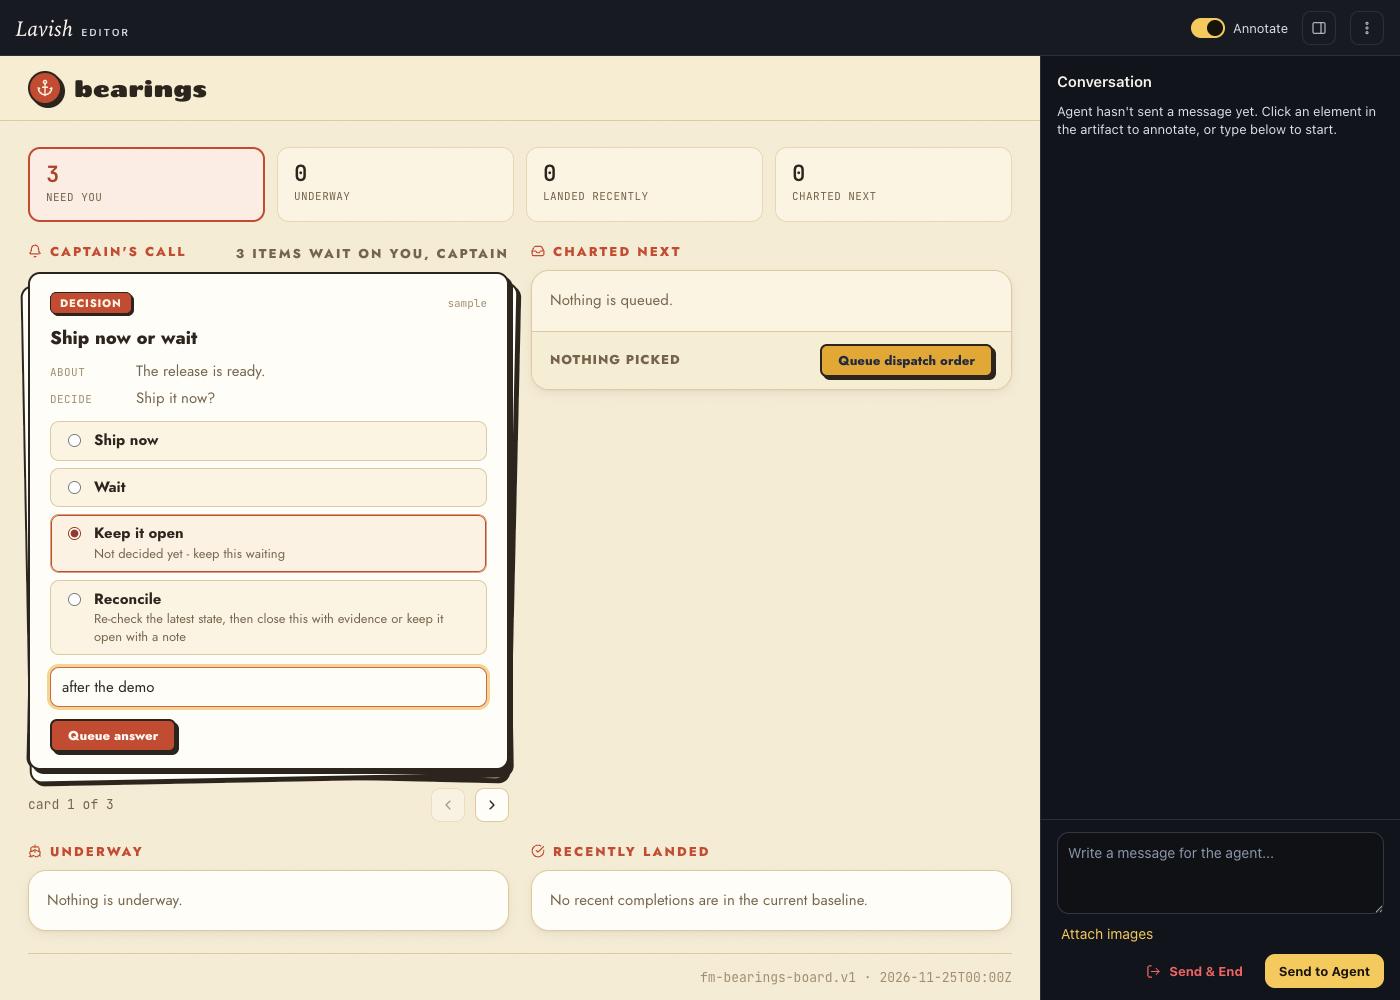 Lavish EDITOR
Annotate
bearings
3
NEED YOU
0
UNDERWAY
0
LANDED RECENTLY
0
CHARTED NEXT
CAPTAIN'S CALL
3 ITEMS WAIT ON YOU, CAPTAIN
DECISION
sample
Ship now or wait
ABOUT The release is ready.
DECIDE Ship it now?
Ship now
Wait
Keep it open
Not decided yet - keep this waiting
Reconcile
Re-check the latest state, then close this with evidence or keep it
open with a note
after the demo
Queue answer
card 1 of 3
CHARTED NEXT
Nothing is queued.
NOTHING PICKED
Queue dispatch order
UNDERWAY
Nothing is underway.
RECENTLY LANDED
No recent completions are in the current baseline.
fm-bearings-board.v1 · 2026-11-25T00:00Z
Conversation
Agent hasn't sent a message yet. Click an element in
the artifact to annotate, or type below to start.
Write a message for the agent...
Attach images
Send & End
Send to Agent